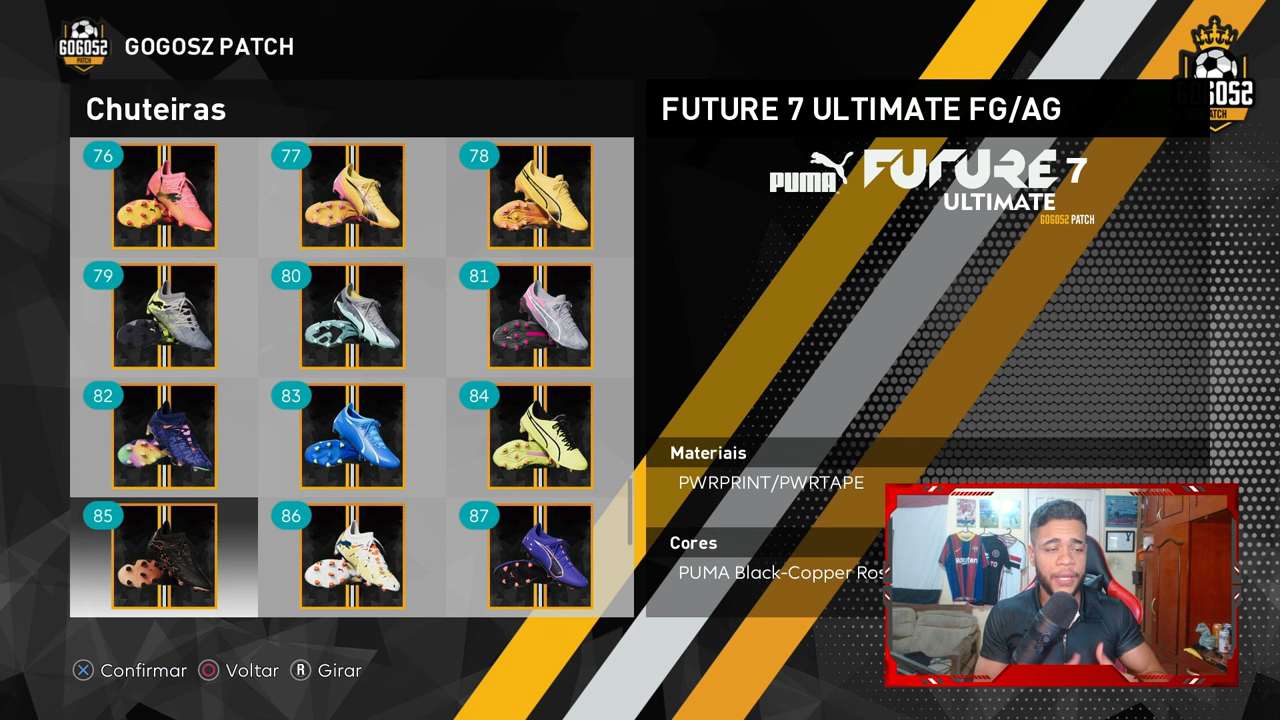 GOGOSZ
PATCH
GOGOSZ PATCH
GOGOSZ
PATCH
Chuteiras
FUTURE 7 ULTIMATE FG/AG
76
77
78
PUMA FUTURE 7
ULTIMATE
GOGOSZ PATCH
79
80
81
82
83
84
Materiais
PWRPRINT/PWRTAPE
85
86
87
Cores
PUMA Black-Copper Ros
Confirmar
Voltar
R
Girar